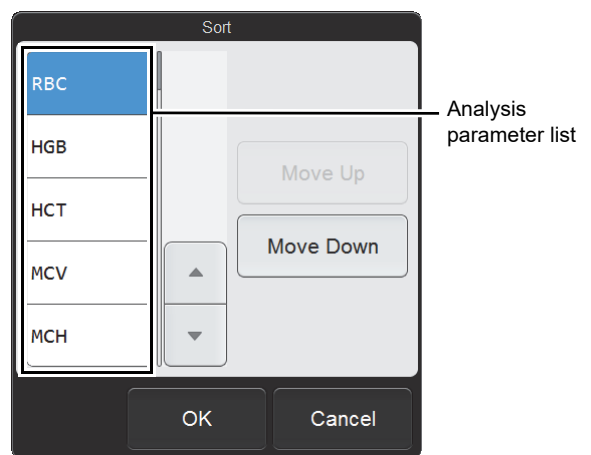 Sort
RBC
HGB
HCT
MCV
MCH
Move Up
Move Down
OK
Cancel
Analysis
parameter list